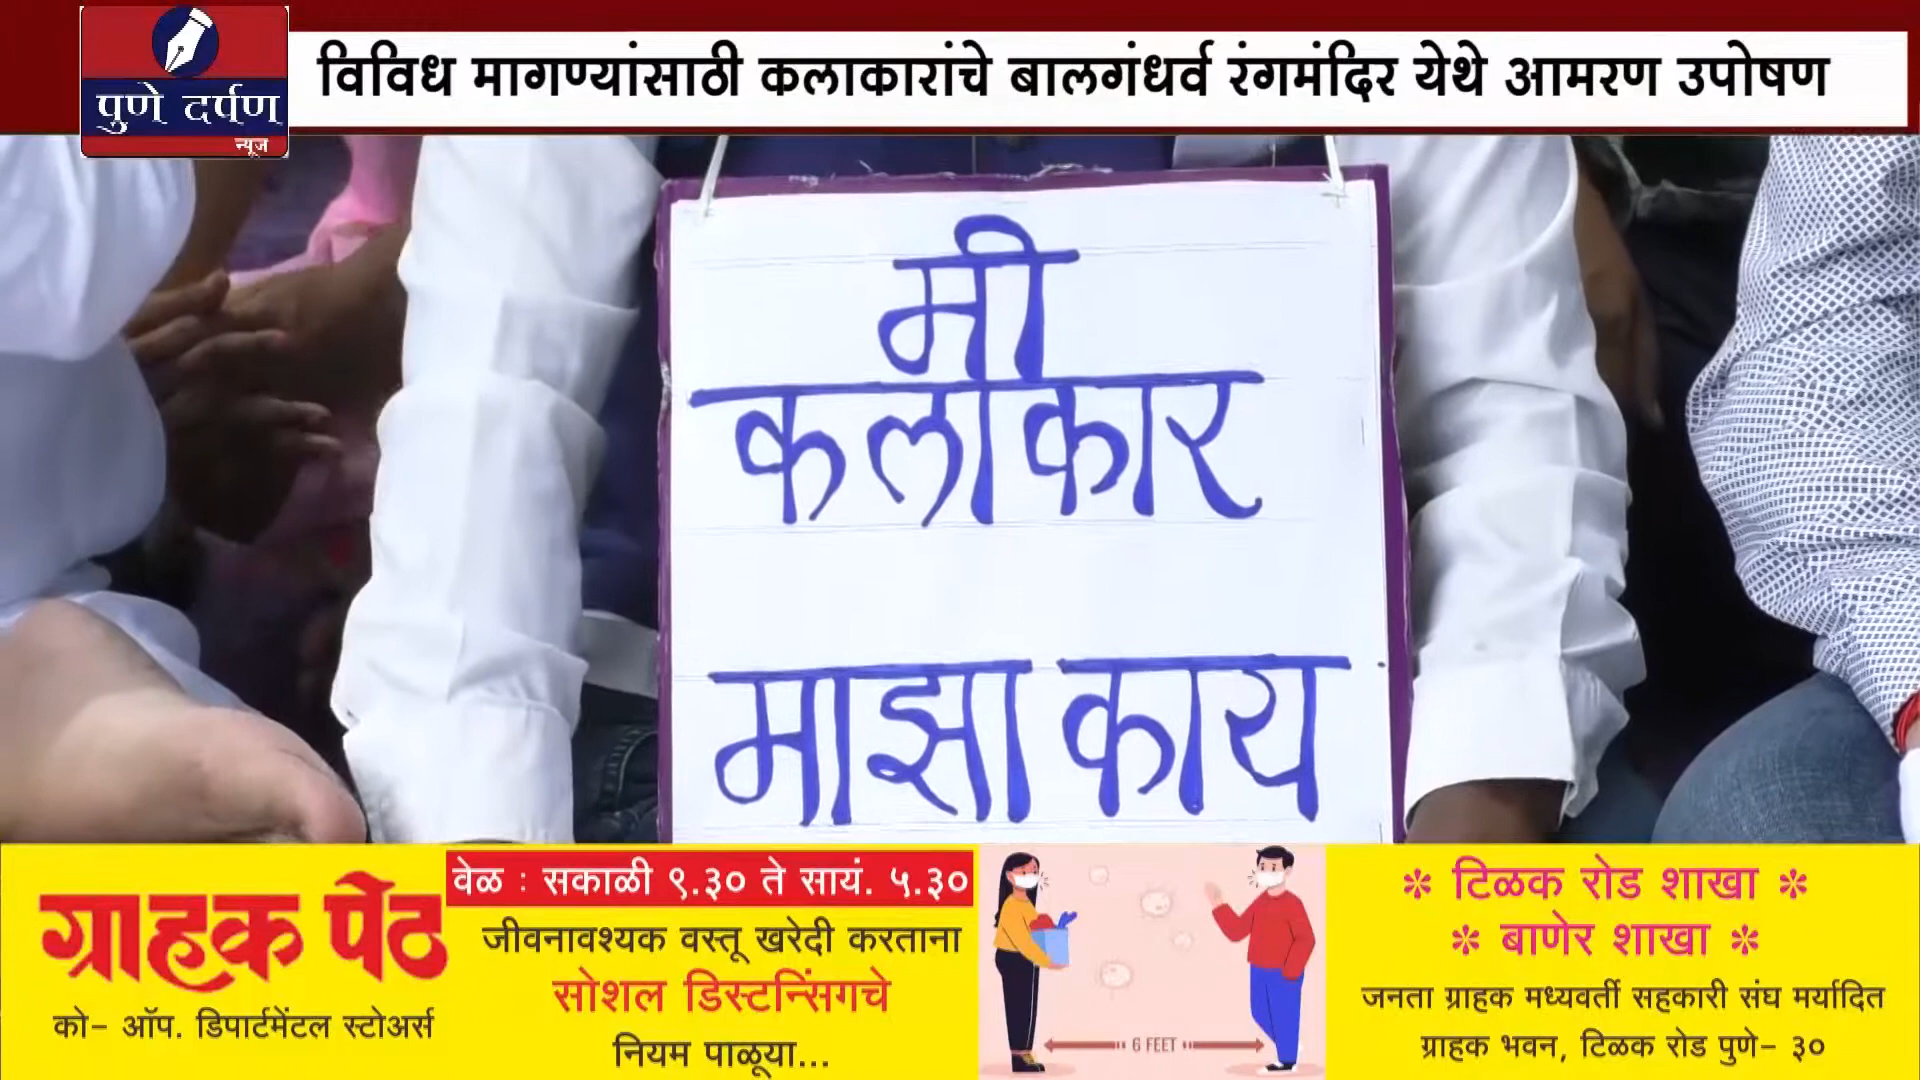 विविध मागण्यांसाठी कलाकारांचे बालगंधर्व रंगमंदिर येथे आमरण उपोषण
पुणे दर्पण
न्यूज
मी
कलाकार
माझा काय
ग्राहक पेठ
को- ऑप. डिपार्टमेंटल स्टोअर्स
वेळ : सकाळी ९.३० ते सायं. ५.३०
जीवनावश्यक वस्तू खरेदी करताना
सोशल डिस्टन्सिंगचे
नियम पाळूया...
6 FEET
* टिळक रोड शाखा *
* बाणेर शाखा *
जनता ग्राहक मध्यवर्ती सहकारी संघ मर्यादित
ग्राहक भवन, टिळक रोड पुणे- ३०